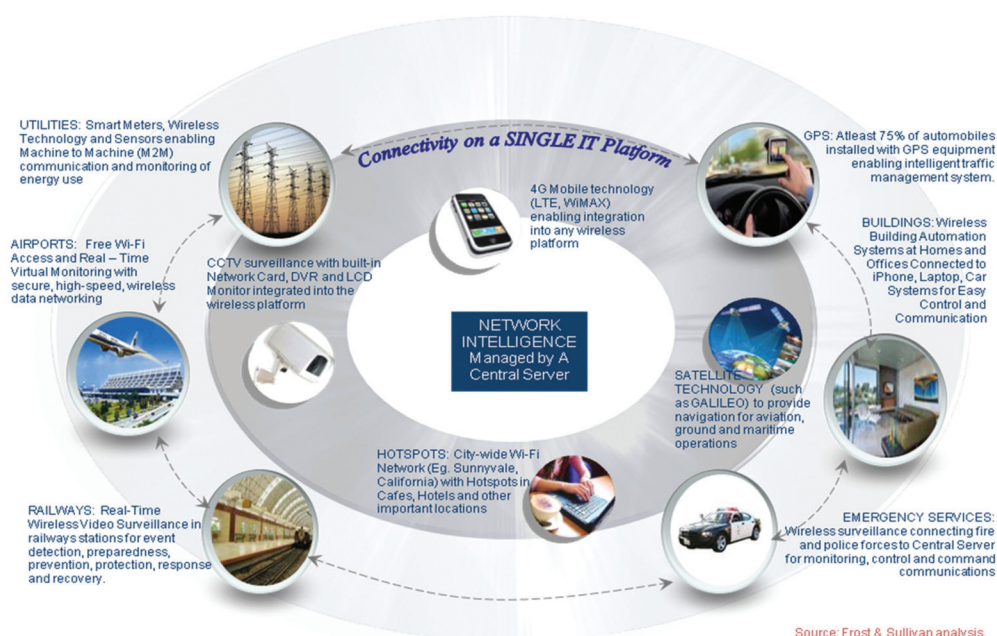 UTILITIES: Smart Meters, Wireless
Technology and Sensors enabling
Machine to Machine (M2M)
communication and monitoring of
energy use
Connectivity on a SINGLE IT Platform
GPS: Atleast 75% of automobiles
installed with GPS equipment
enabling intelligent traffic
management system.
4G Mobile technology
(LTE, WiMAX)
enabling integration
into any wireless
platform
AIRPORTS: Free Wi-Fi
Access and Real – Time
Virtual Monitoring with
secure, high-speed, wireless
data networking
CCTV surveillance with built-in
Network Card, DVR and LCD
Monitor integrated into the
wireless platform
BUILDINGS: Wireless
Building Automation
Systems at Homes and
Offices Connected to
iPhone, Laptop, Car
Systems for Easy
Control and
Communication
NETWORK
INTELLIGENCE
Managed by A
Central Server
SATELLITE
TECHNOLOGY (such
as GALILEO) to provide
navigation for aviation,
ground and maritime
operations
HOTSPOTS: City-wide Wi-Fi
Network (Eg. Sunnyvale,
California) with Hotspots in
Cafes, Hotels and other
important locations
RAILWAYS: Real-Time
Wireless Video Surveillance in
railways stations for event
detection, preparedness,
prevention, protection, response
and recovery.
EMERGENCY SERVICES:
Wireless surveillance connecting fire
and police forces to Central Server
for monitoring, control and command
communications
Source: Frost & Sullivan analysis